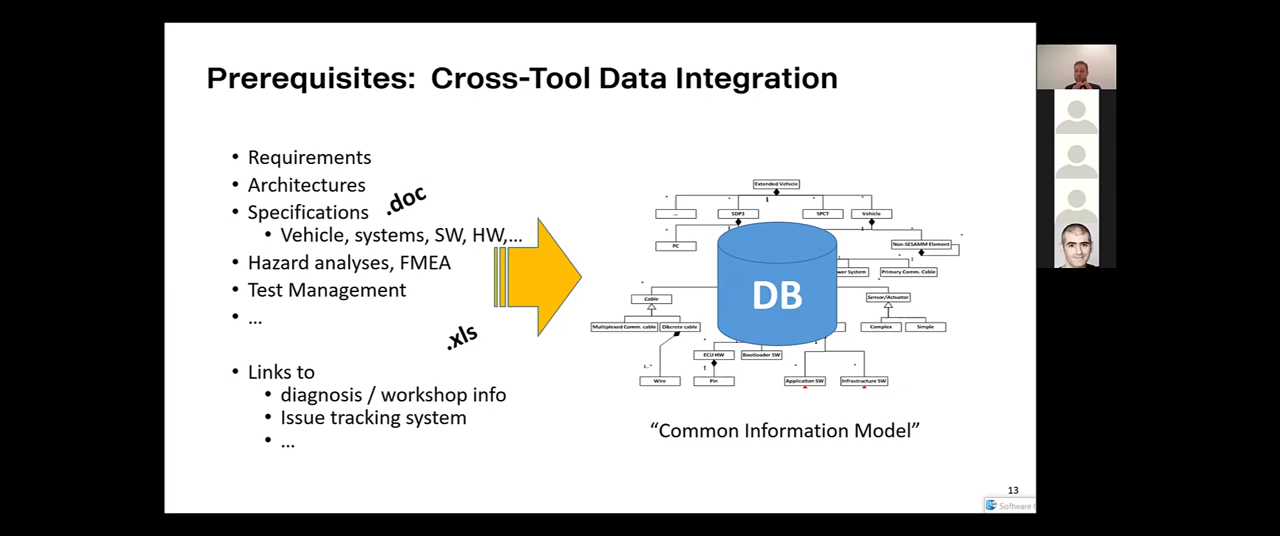 Prerequisites: Cross-Tool Data Integration
• Requirements
• Architectures
• Specifications
.doc
• Vehicle, systems, SW, HW,...
• Hazard analyses, FMEA
• Test Management
• ...
.xls
• Links to
• diagnosis / workshop info
• Issue tracking system
• ...
Extended Vehicle
...
SDP3
SPCT
Vehicle
PC
Non-SESAMM Element
wer System
Primary Comm. Cable
DB
Cable
Sensor/Actuator
Multiplexed Comm. cable
Discrete cable
Complex
Simple
ECU HW
Bootloader SW
Wire
Pin
Application SW
Infrastructure SW
“Common Information Model”
13
Software